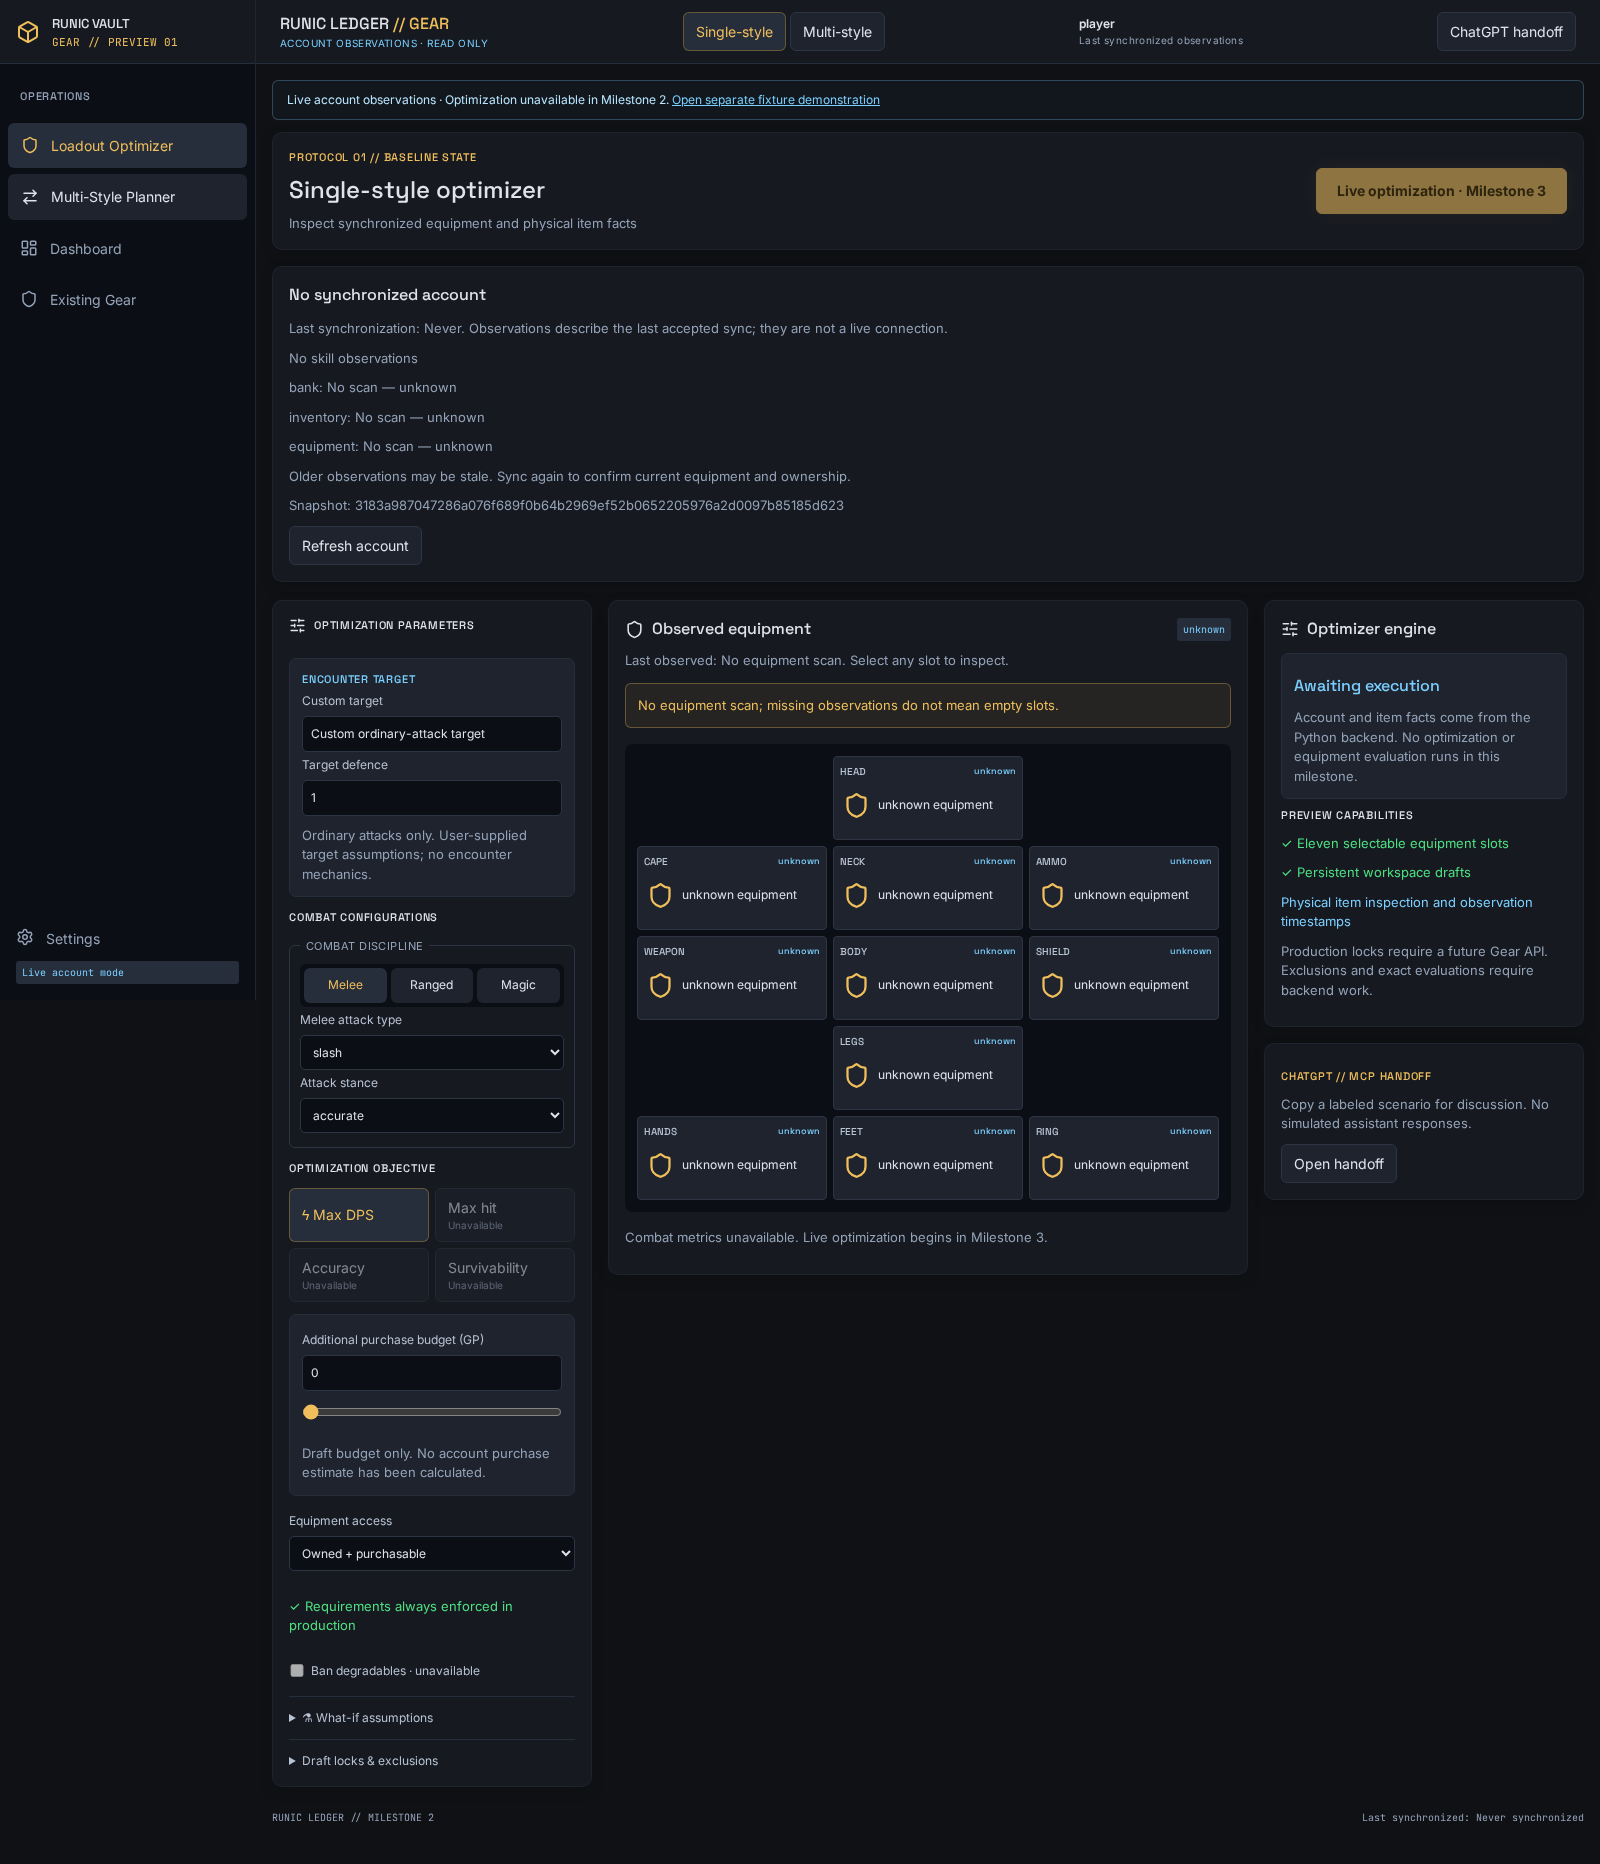 RUNIC VAULT
GEAR // PREVIEW 01
RUNIC LEDGER // GEAR
ACCOUNT OBSERVATIONS · READ ONLY
Single-style
Multi-style
player
Last synchronized observations
ChatGPT handoff
OPERATIONS
Loadout Optimizer
Multi-Style Planner
Dashboard
Existing Gear
Settings
Live account mode
Live account observations · Optimization unavailable in Milestone 2. Open separate fixture demonstration
PROTOCOL 01 // BASELINE STATE
Single-style optimizer
Inspect synchronized equipment and physical item facts
Live optimization · Milestone 3
No synchronized account
Last synchronization: Never. Observations describe the last accepted sync; they are not a live connection.
No skill observations
bank: No scan — unknown
inventory: No scan — unknown
equipment: No scan — unknown
Older observations may be stale. Sync again to confirm current equipment and ownership.
Snapshot: 3183a987047286a076f689f0b64b2969ef52b0652205976a2d0097b85185d623
Refresh account
OPTIMIZATION PARAMETERS
ENCOUNTER TARGET
Custom target
Custom ordinary-attack target
Target defence
1
Ordinary attacks only. User-supplied
target assumptions; no encounter
mechanics.
COMBAT CONFIGURATIONS
COMBAT DISCIPLINE
Melee
Ranged
Magic
Melee attack type
slash
Attack stance
accurate
OPTIMIZATION OBJECTIVE
ϟ Max DPS
Max hit
Unavailable
Accuracy
Unavailable
Survivability
Unavailable
Additional purchase budget (GP)
0
Draft budget only. No account purchase
estimate has been calculated.
Equipment access
Owned + purchasable
✓ Requirements always enforced in
production
Ban degradables · unavailable
▶ ⚗ What-if assumptions
▶ Draft locks & exclusions
Observed equipment
unknown
Last observed: No equipment scan. Select any slot to inspect.
No equipment scan; missing observations do not mean empty slots.
HEAD unknown
unknown equipment
CAPE unknown
unknown equipment
NECK unknown
unknown equipment
AMMO unknown
unknown equipment
WEAPON unknown
unknown equipment
BODY unknown
unknown equipment
SHIELD unknown
unknown equipment
LEGS unknown
unknown equipment
HANDS unknown
unknown equipment
FEET unknown
unknown equipment
RING unknown
unknown equipment
Combat metrics unavailable. Live optimization begins in Milestone 3.
Optimizer engine
Awaiting execution
Account and item facts come from the
Python backend. No optimization or
equipment evaluation runs in this
milestone.
PREVIEW CAPABILITIES
✓ Eleven selectable equipment slots
✓ Persistent workspace drafts
Physical item inspection and observation
timestamps
Production locks require a future Gear API.
Exclusions and exact evaluations require
backend work.
CHATGPT // MCP HANDOFF
Copy a labeled scenario for discussion. No
simulated assistant responses.
Open handoff
RUNIC LEDGER // MILESTONE 2
Last synchronized: Never synchronized